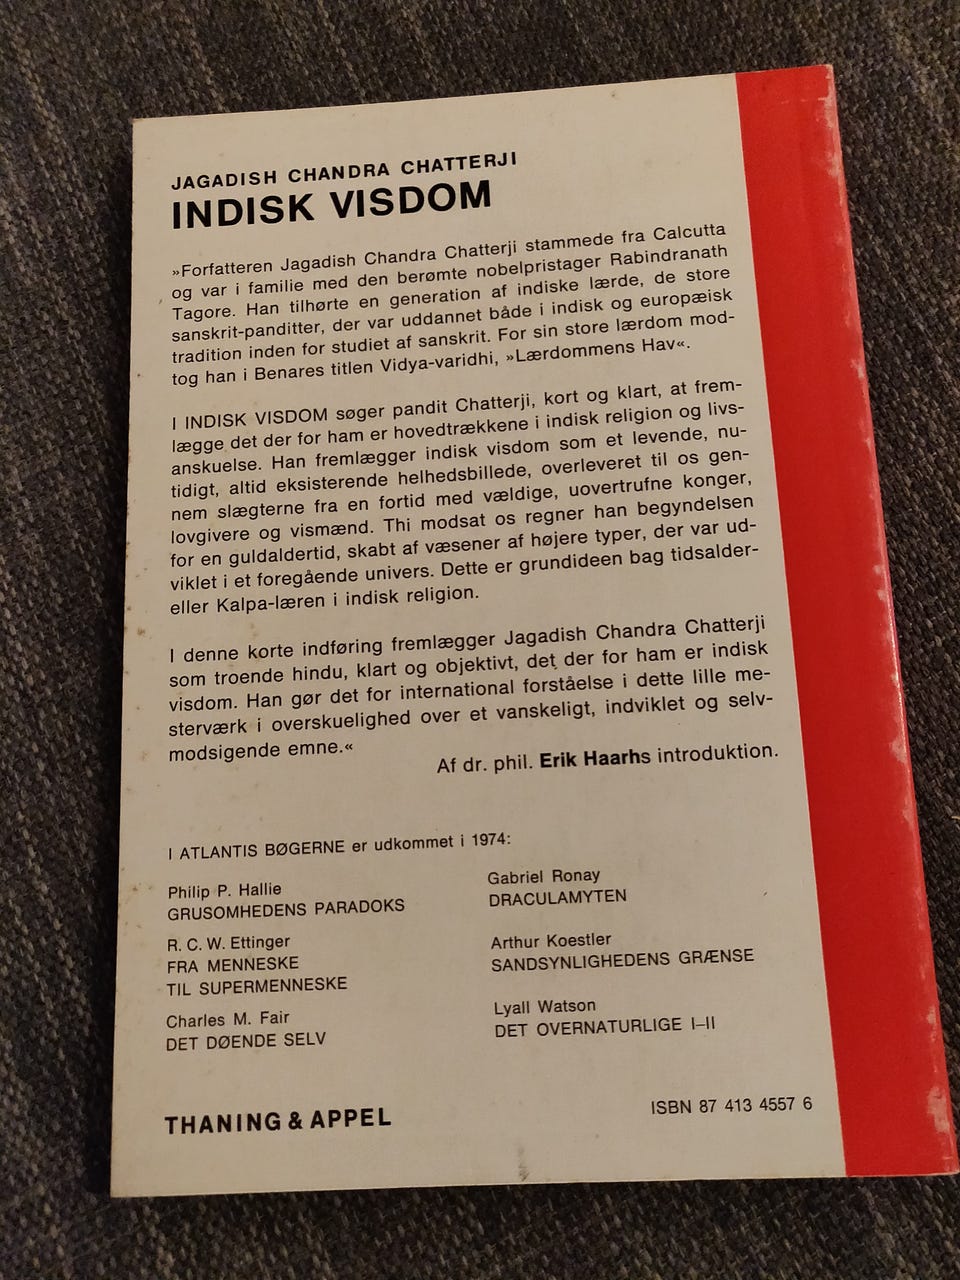 JAGADISH CHANDRA CHATTERJI
INDISK VISDOM
»Forfatteren Jagadish Chandra Chatterji stammede fra Calcutta
og var i familie med den berømte nobelpristager Rabindranath
Tagore. Han tilhørte en generation af indiske lærde, de store
sanskrit-panditter, der var uddannet både i indisk og europæisk
tradition inden for studiet af sanskrit. For sin store lærdom mod-
tog han i Benares titlen Vidya-varidhi, »Lærdommens Hav«.
I INDISK VISDOM søger pandit Chatterji, kort og klart, at frem-
lægge det der for ham er hovedtrækkene i indisk religion og livs-
anskuelse. Han fremlægger indisk visdom som et levende, nu-
tidigt, altid eksisterende helhedsbillede, overleveret til os gen-
nem slægterne fra en fortid med vældige, uovertrufne konger,
lovgivere og vismænd. Thi modsat os regner han begyndelsen
for en guldaldertid, skabt af væsener af højere typer, der var ud-
viklet i et foregående univers. Dette er grundideen bag tidsalder-
eller Kalpa-læren i indisk religion.
I denne korte indføring fremlægger Jagadish Chandra Chatterji
som troende hindu, klart og objektivt, det der for ham er indisk
visdom. Han gør det for international forståelse i dette lille me-
sterværk i overskuelighed over et vanskeligt, indviklet og selv-
modsigende emne.«
Af dr. phil. Erik Haarhs introduktion.
I ATLANTIS BØGERNE er udkommet i 1974:
Philip P. Hallie
GRUSOMHEDENS PARADOKS
R. C. W. Ettinger
FRA MENNESKE
TIL SUPERMENNESKE
Charles M. Fair
DET DØENDE SELV
Gabriel Ronay
DRACULAMYTEN
Arthur Koestler
SANDSYNLIGHEDENS GRÆNSE
Lyall Watson
DET OVERNATURLIGE I–II
THANING & APPEL
ISBN 87 413 4557 6